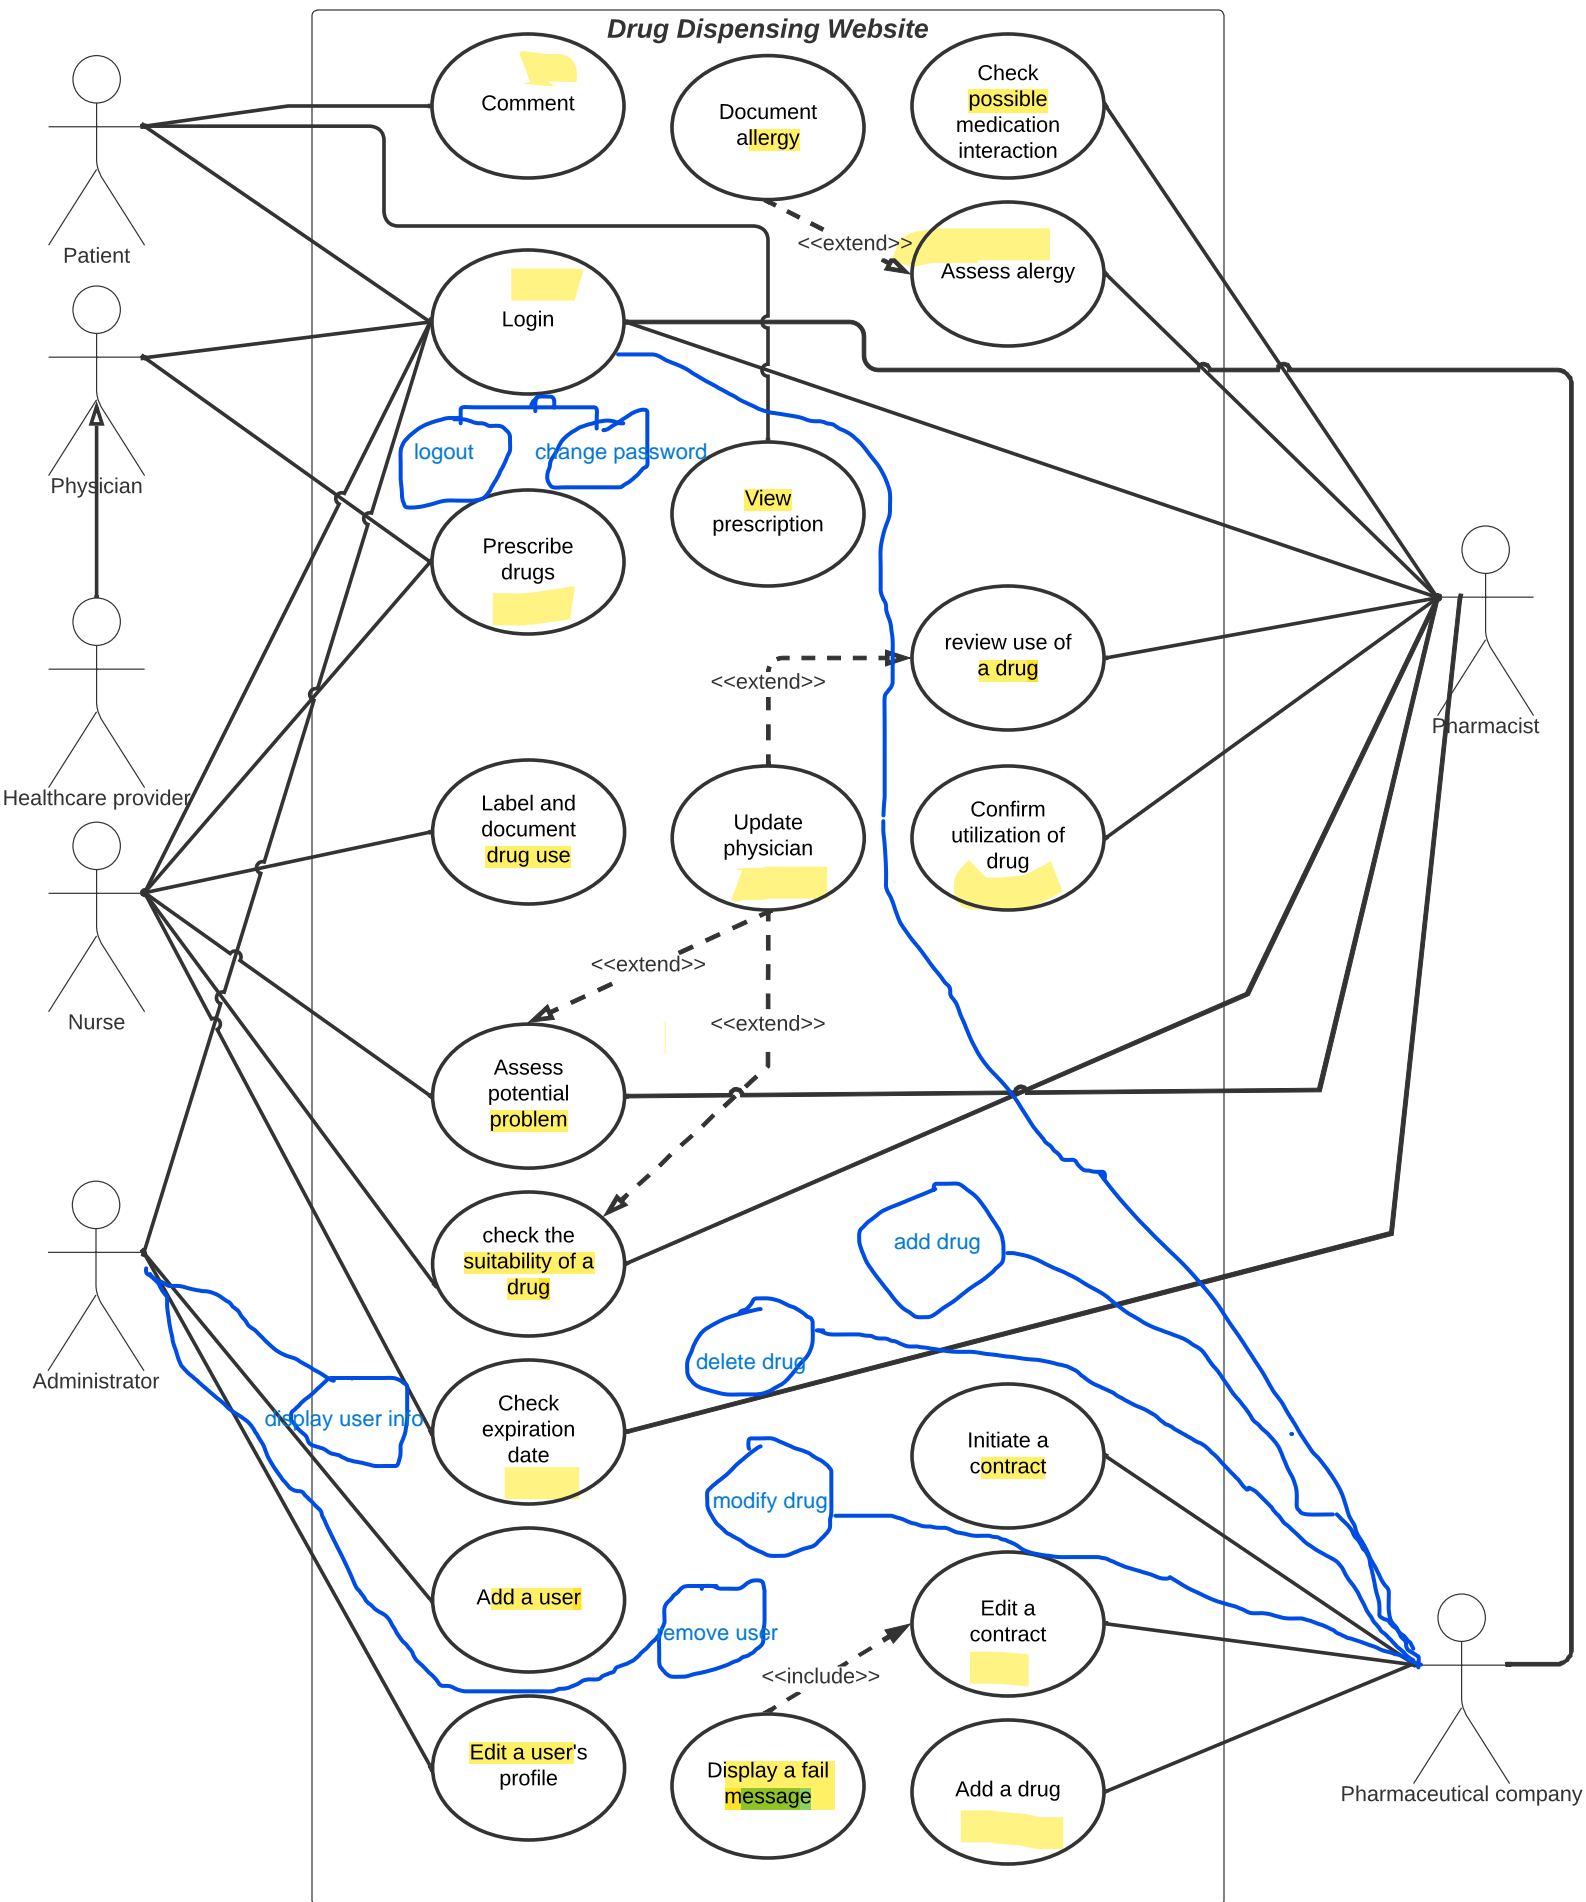 Drug Dispensing Website
Comment
Document
allergy
Check
possible
medication
interaction
Patient
<<extend>>
Assess alergy
Login
logout
change password
Physician
View
prescription
Prescribe
drugs
review use of
a drug
<<extend>>
Pharmacist
Healthcare provider
Label and
document
drug use
Update
physician
Confirm
utilization of
drug
<<extend>>
Nurse
<<extend>>
Assess
potential
problem
check the
suitability of a
drug
add drug
Administrator
delete drug
display user info
Check
expiration
date
Initiate a
contract
modify drug
Add a user
remove user
Edit a
contract
<<include>>
Edit a user's
profile
Display a fail
message
Add a drug
Pharmaceutical company